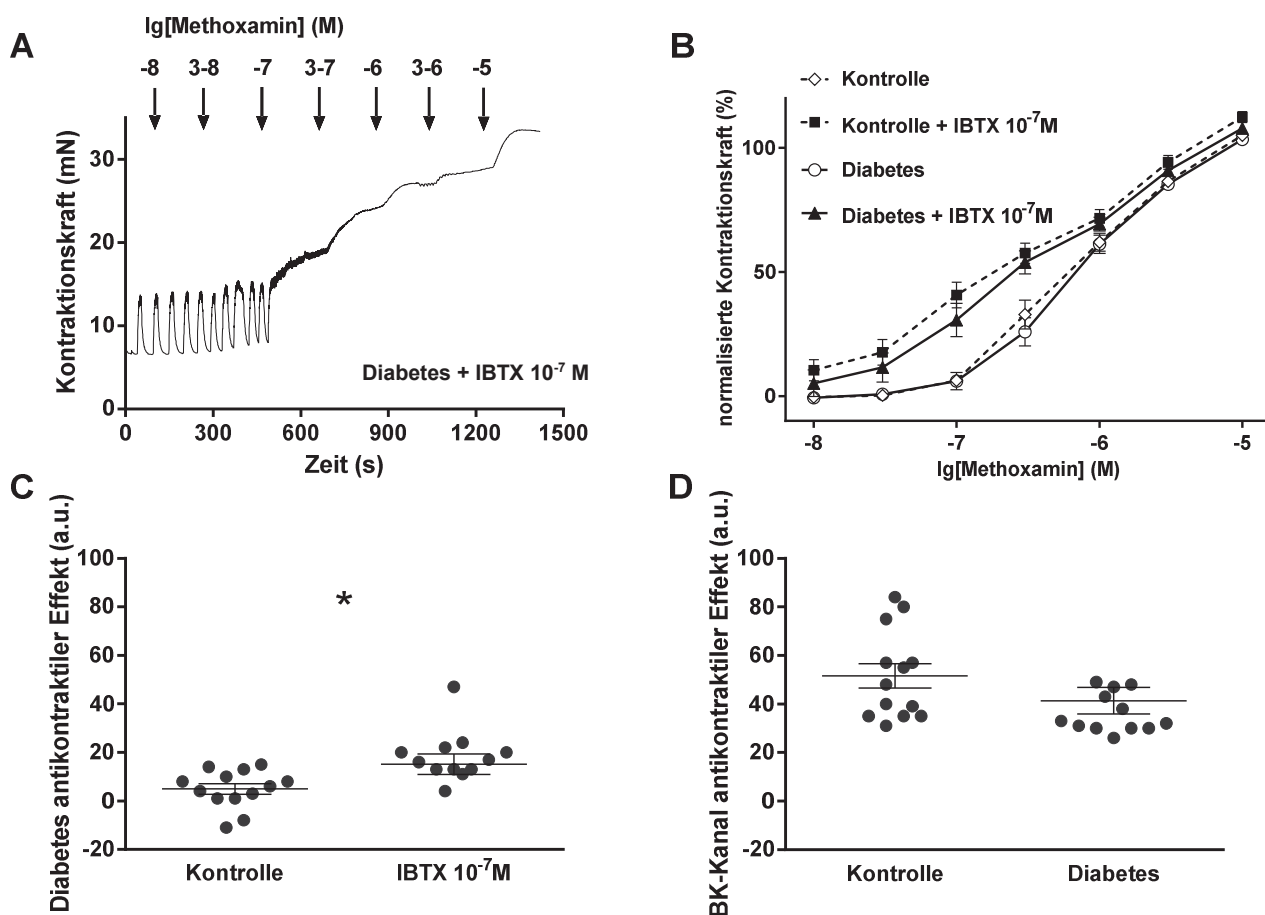 A
lg[Methoxamin] (M)
-8 3-8 -7 3-7 -6 3-6 -5
Kontraktionskraft (mN)
30
20
10
0
Diabetes + IBTX 10⁻⁷ M
0 300 600 900 1200 1500
Zeit (s)
B
Kontrolle
Kontrolle + IBTX 10⁻⁷M
Diabetes
Diabetes + IBTX 10⁻⁷M
normalisierte Kontraktionskraft (%)
100
50
0
-8 -7 -6 -5
lg[Methoxamin] (M)
C
Diabetes antikontraktiler Effekt (a.u.)
100
80
60
40
20
0
-20
*
Kontrolle IBTX 10⁻⁷M
D
BK-Kanal antikontraktiler Effekt (a.u.)
100
80
60
40
20
0
-20
Kontrolle Diabetes